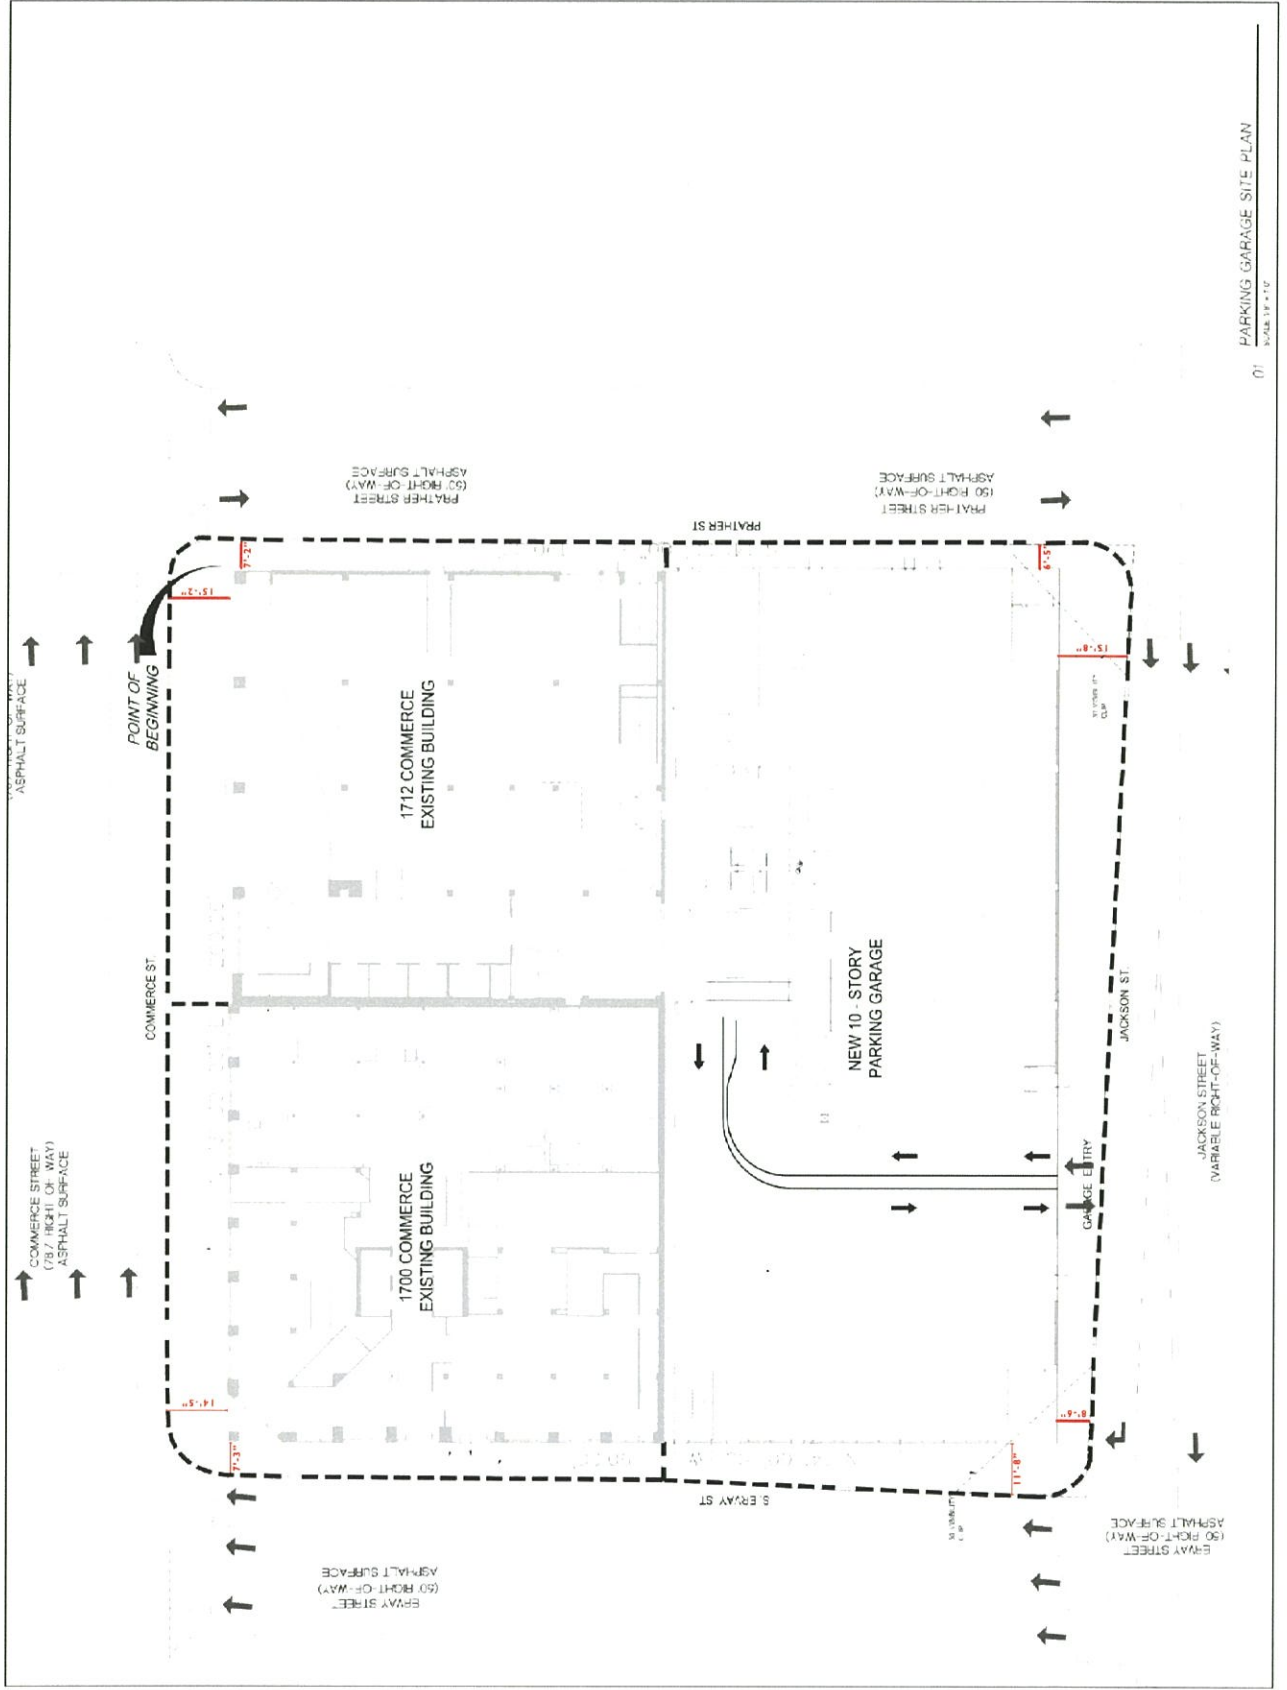 COMMERCE STREET
(78.7 RIGHT OF WAY)
ASPHALT SURFACE
ASPHALT SURFACE
POINT OF
BEGINNING
COMMERCE ST.
14'-5"
15'-2"
7'-3"
7'-2"
1700 COMMERCE
EXISTING BUILDING
1712 COMMERCE
EXISTING BUILDING
ERVAY STREET
(50' RIGHT-OF-WAY)
ASPHALT SURFACE
PRATHER STREET
(50' RIGHT-OF-WAY)
ASPHALT SURFACE
S. ERVAY ST
PRATHER ST
NEW 10 - STORY
PARKING GARAGE
PRATHER STREET
(50 RIGHT-OF-WAY)
ASPHALT SURFACE
11'-8"
8'-6"
15'-8"
GARAGE ENTRY
JACKSON ST.
ERVAY STREET
(50 RIGHT-OF-WAY)
ASPHALT SURFACE
JACKSON STREET
(VARIABLE RIGHT-OF-WAY)
01 PARKING GARAGE SITE PLAN